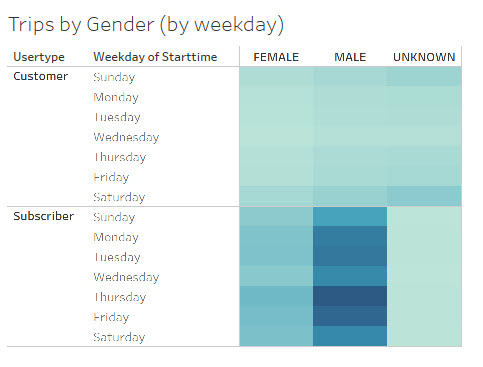 Trips by Gender (by weekday)
Usertype Weekday of Starttime FEMALE MALE UNKNOWN
Customer Sunday
Monday
Tuesday
Wednesday
Thursday
Friday
Saturday
Subscriber Sunday
Monday
Tuesday
Wednesday
Thursday
Friday
Saturday